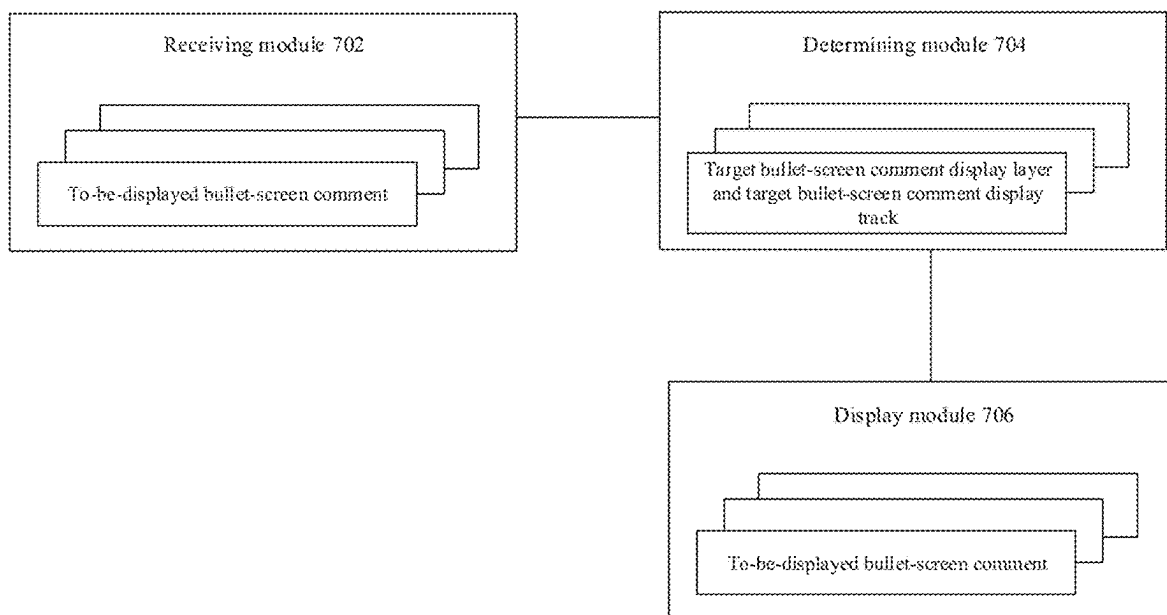 Receiving module 702
To-be-displayed bullet-screen comment
Determining module 704
Target bullet-screen comment display layer
and target bullet-screen comment display
track
Display module 706
To-be-displayed bullet-screen comment